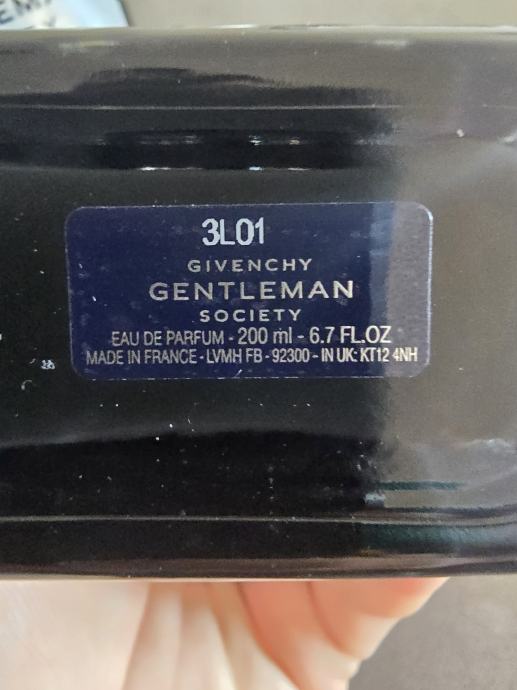 3L01
GIVENCHY
GENTLEMAN
SOCIETY
EAU DE PARFUM - 200 ml - 6.7 FL.OZ
MADE IN FRANCE - LVMH FB - 92300 - IN UK: KT12 4NH